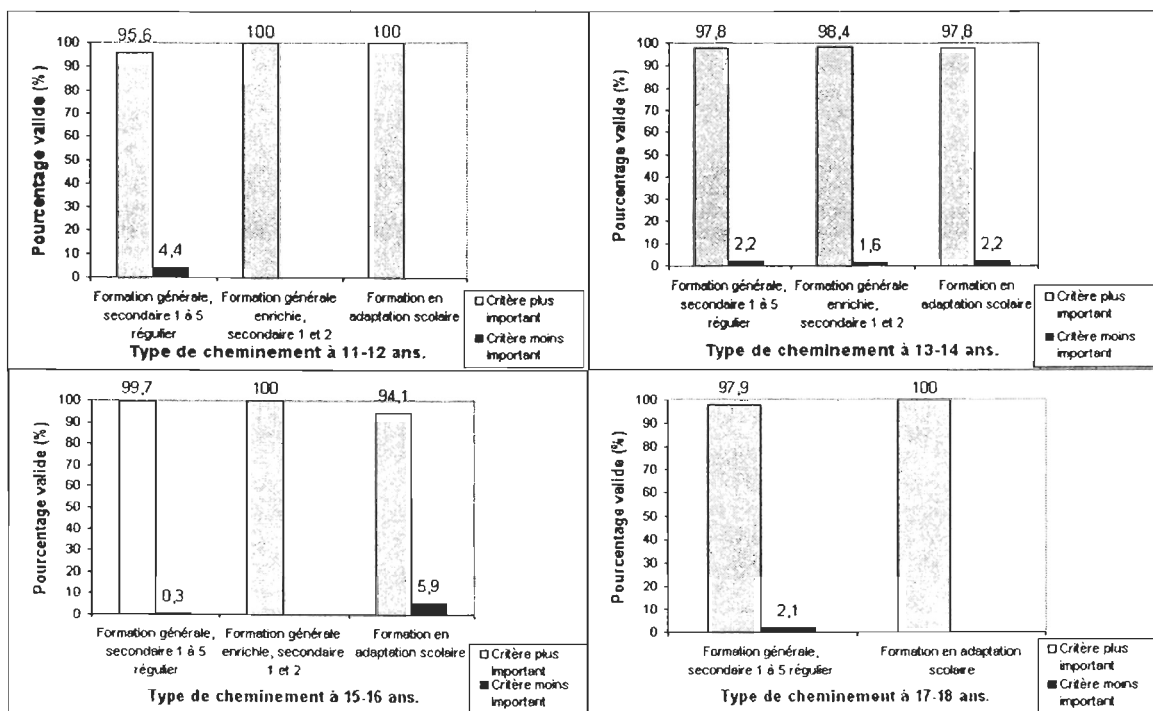 95,6
100
100
100
90
80
70
60
50
40
30
20
10
0
Pourcentage valide (%)
4,4
Formation générale, secondaire 1 à 5 régulier
Formation générale enrichie, secondaire 1 et 2
Formation en adaptation scolaire
Critère plus important
Critère moins important
Type de cheminement à 11-12 ans.
97,8
98,4
97,8
100
90
80
70
60
50
40
30
20
10
0
Pourcentage valide (%)
2,2
1,6
2,2
Formation générale, secondaire 1 à 5 régulier
Formation générale enrichie, secondaire 1 et 2
Formation en adaptation scolaire
Critère plus important
Critère moins important
Type de cheminement à 13-14 ans.
99,7
100
94,1
100
90
80
70
60
50
40
30
20
10
0
Pourcentage valide (%)
0,3
5,9
Formation générale, secondaire 1 à 5 régulier
Formation générale enrichie, secondaire 1 et 2
Formation en adaptation scolaire
Critère plus important
Critère moins important
Type de cheminement à 15-16 ans.
97,9
100
100
90
80
70
60
50
40
30
20
10
0
Pourcentage valide (%)
2,1
Formation générale, secondaire 1 à 5 régulier
Formation en adaptation scolaire
Critère plus important
Critère moins important
Type de cheminement à 17-18 ans.